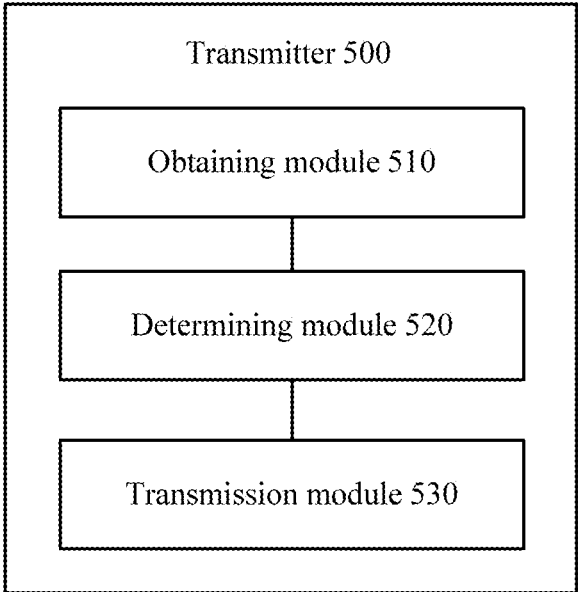 Transmitter 500
Obtaining module 510
Determining module 520
Transmission module 530